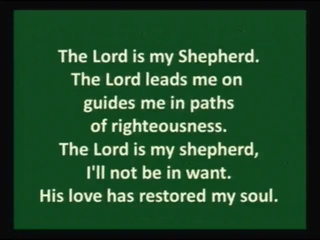 The Lord is my Shepherd.
The Lord leads me on
guides me in paths
of righteousness.
The Lord is my shepherd,
I'll not be in want.
His love has restored my soul.